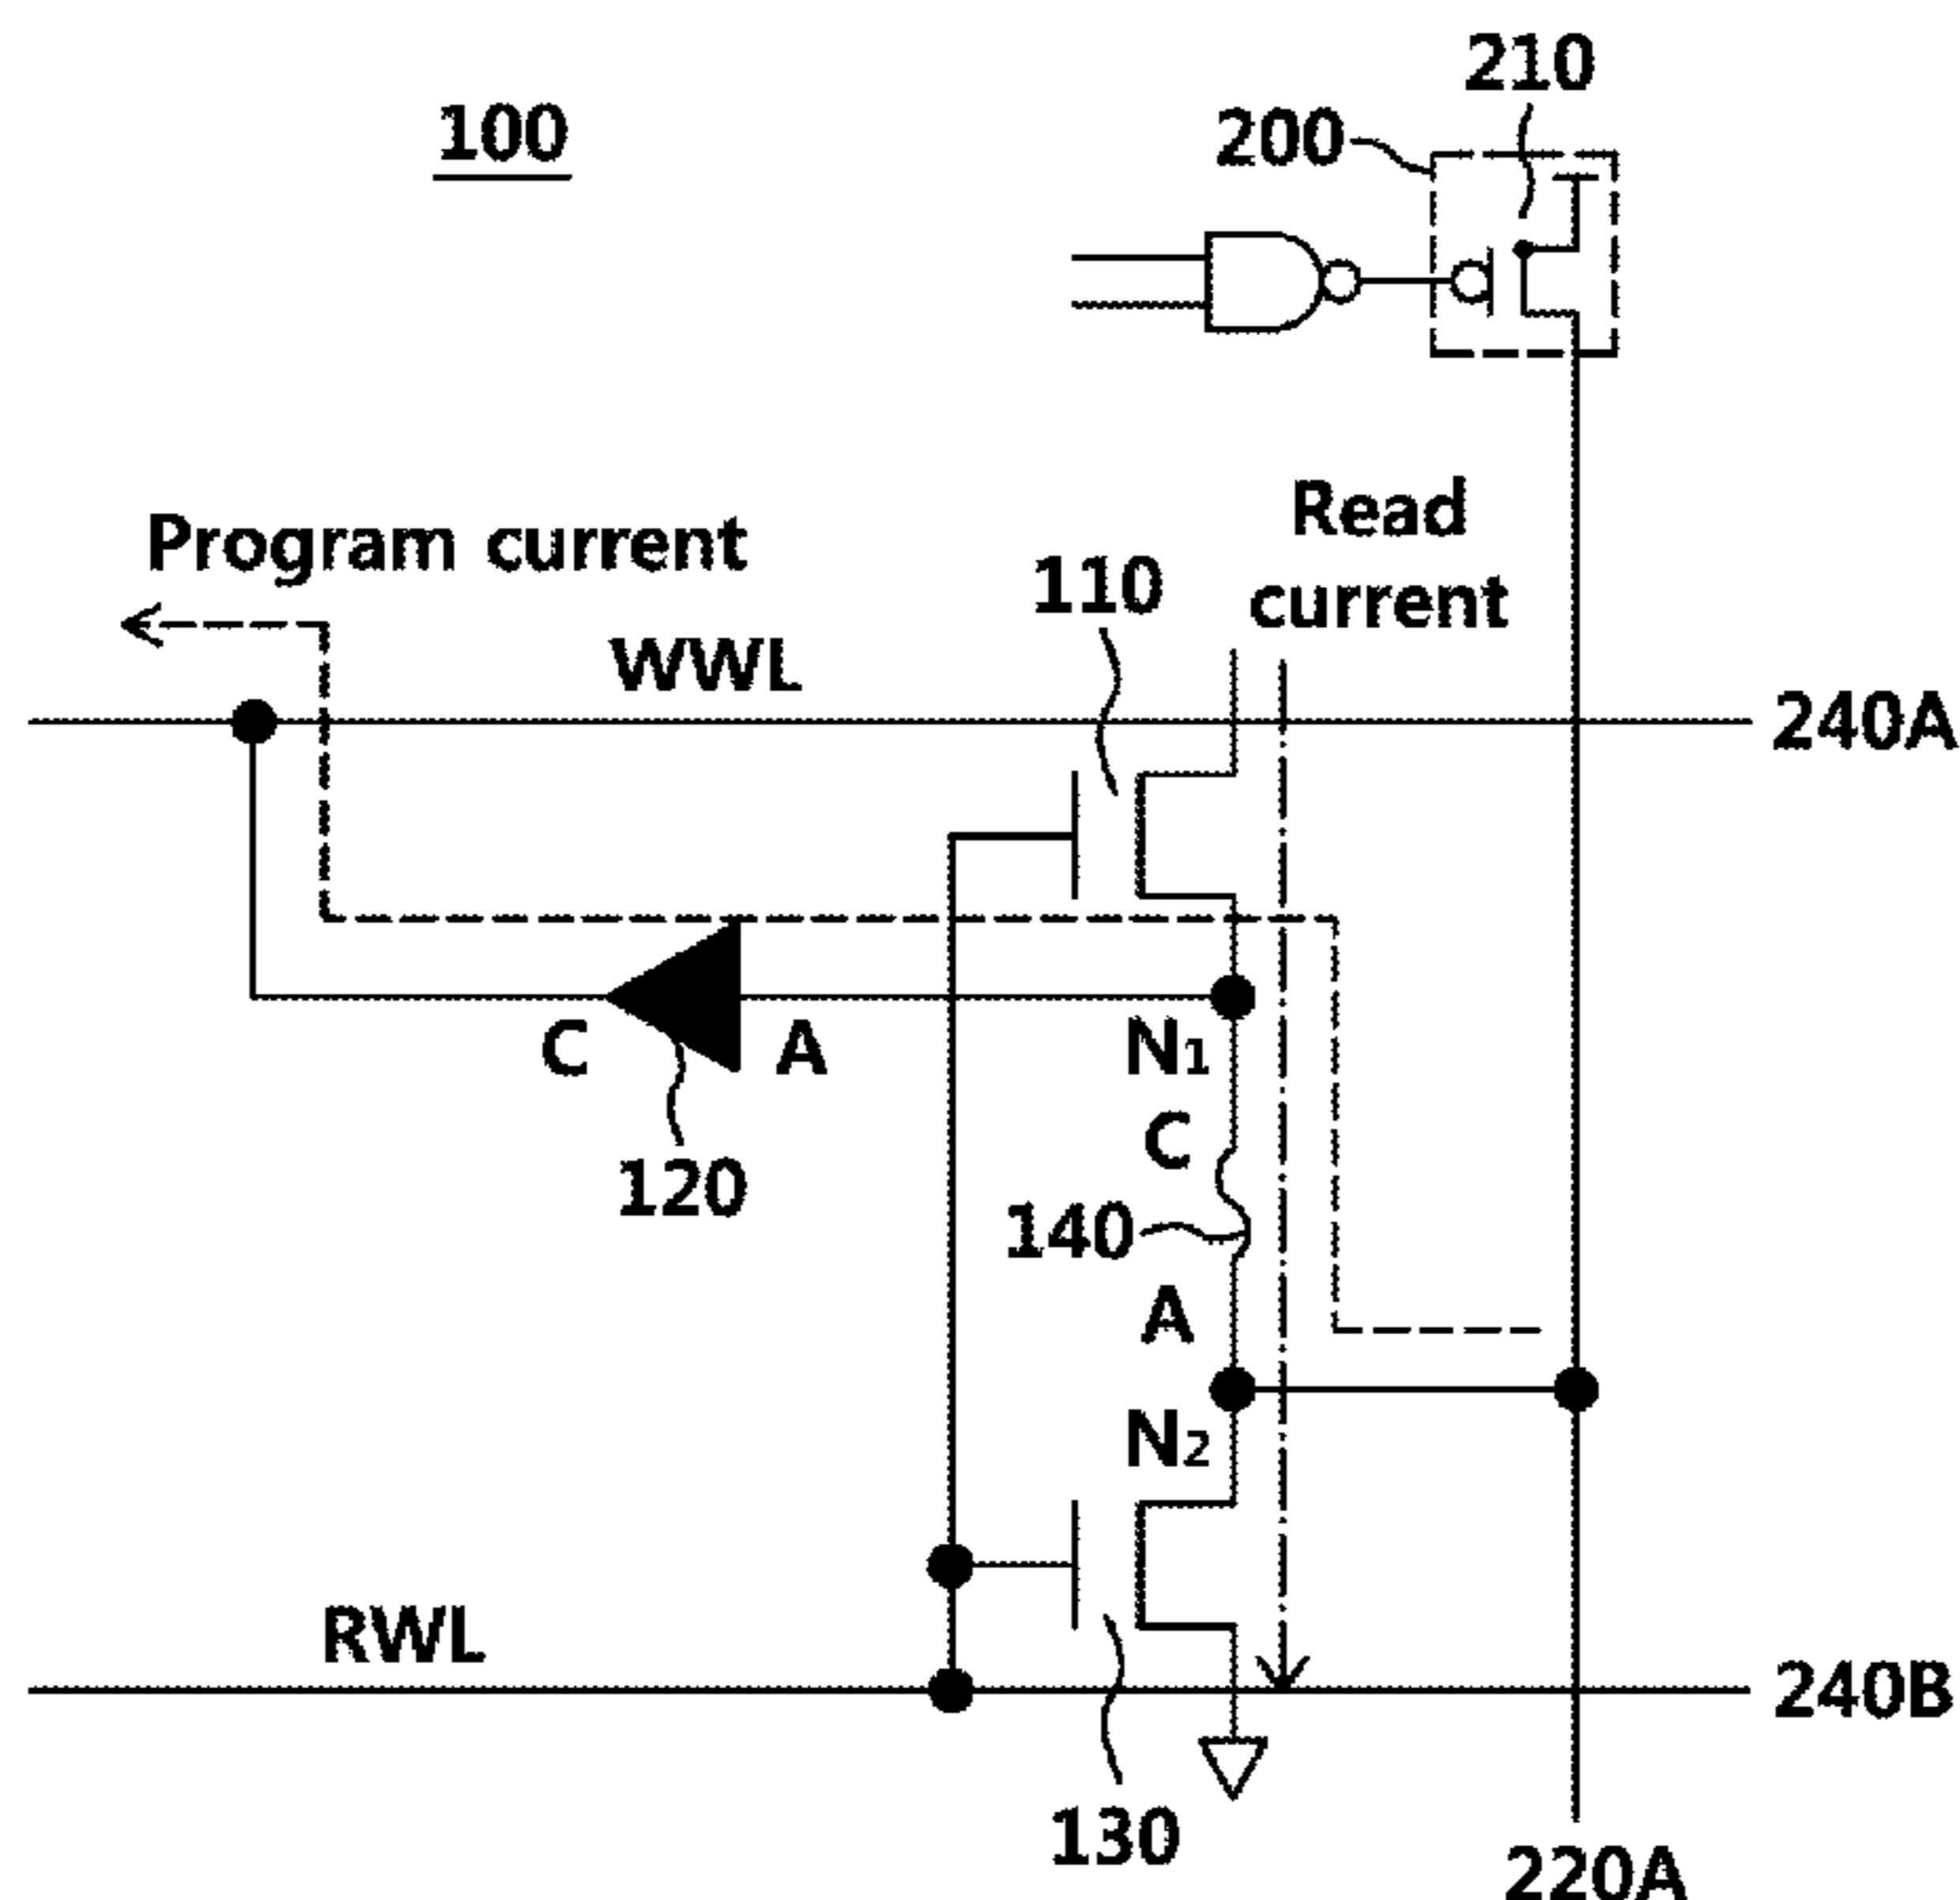 210
100
200
Read
current
Program current
110
WWL
240A
C
A
N1
C
120
140
A
N2
RWL
240B
130
220A